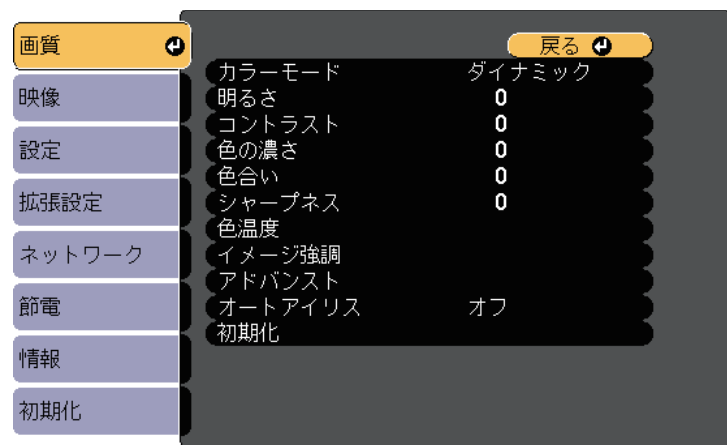 画質
映像
設定
拡張設定
ネットワーク
節電
情報
初期化
戻る
カラーモード ダイナミック
明るさ 0
コントラスト 0
色の濃さ 0
色合い 0
シャープネス 0
色温度
イメージ強調
アドバンスト
オートアイリス オフ
初期化